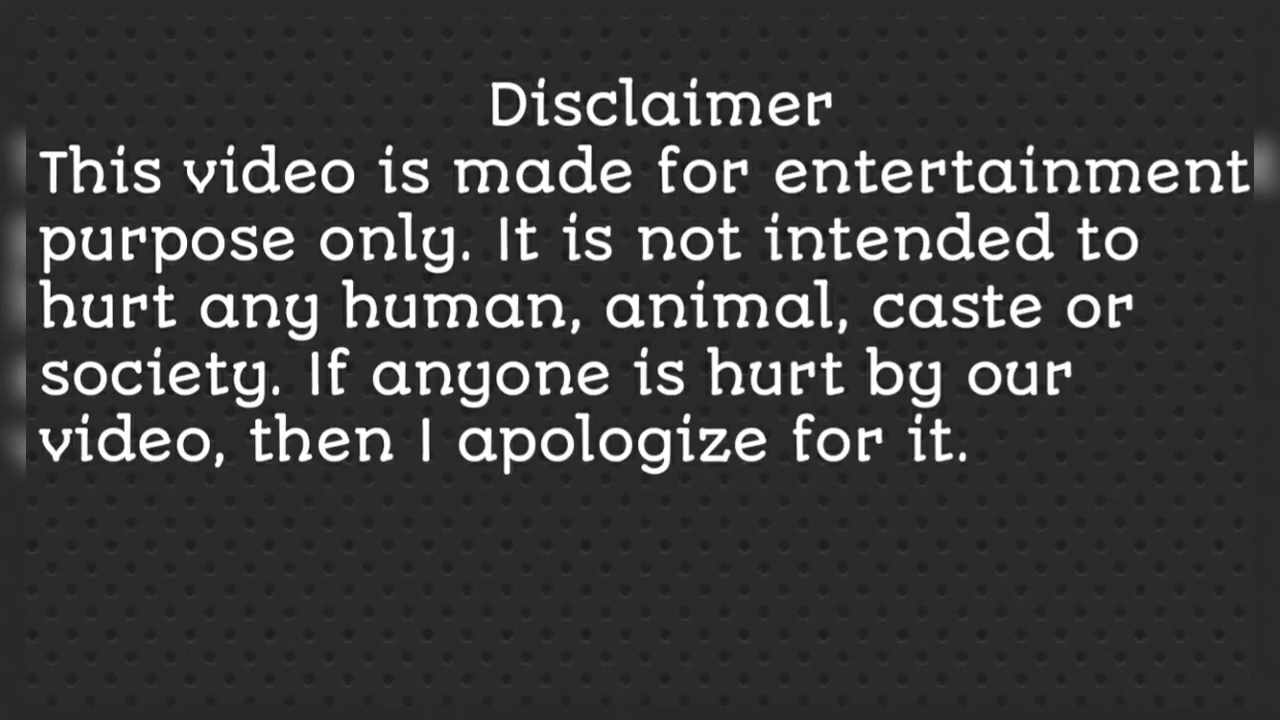 Disclaimer
This video is made for entertainment
purpose only. It is not intended to
hurt any human, animal, caste or
society. If anyone is hurt by our
video, then I apologize for it.